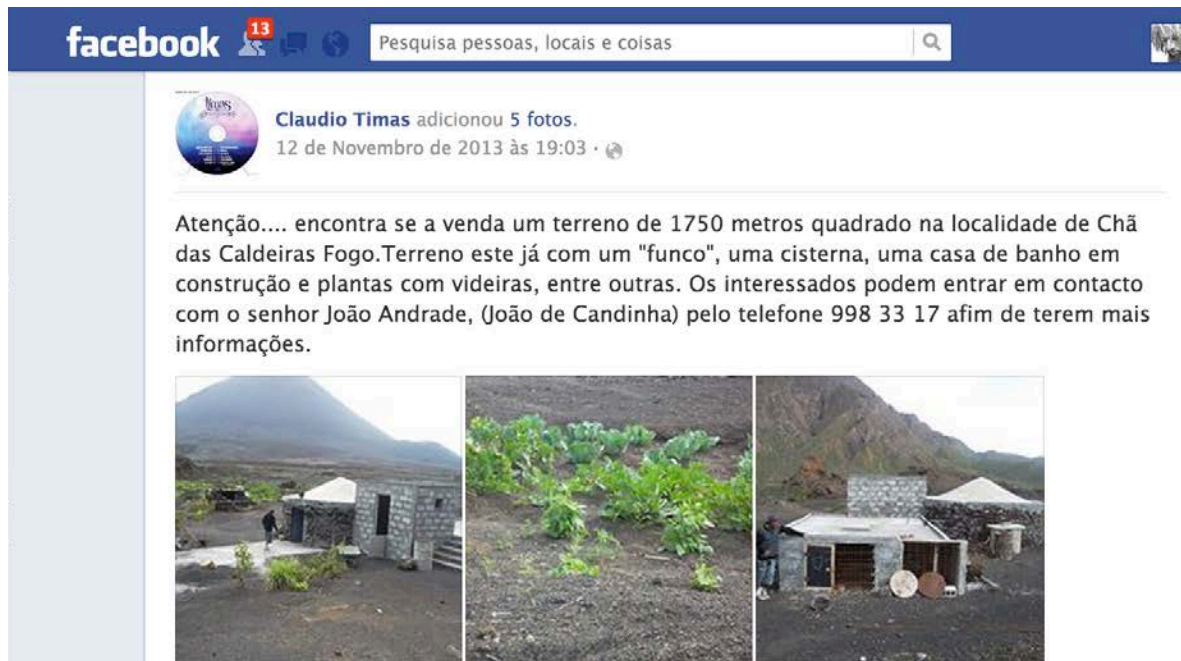 facebook
13
Pesquisa pessoas, locais e coisas
Claudio Timas adicionou 5 fotos.
12 de Novembro de 2013 às 19:03 ·
Atenção.... encontra se a venda um terreno de 1750 metros quadrado na localidade de Chã
das Caldeiras Fogo.Terreno este já com um "funco", uma cisterna, uma casa de banho em
construção e plantas com videiras, entre outras. Os interessados podem entrar em contacto
com o senhor João Andrade, (João de Candinha) pelo telefone 998 33 17 afim de terem mais
informações.